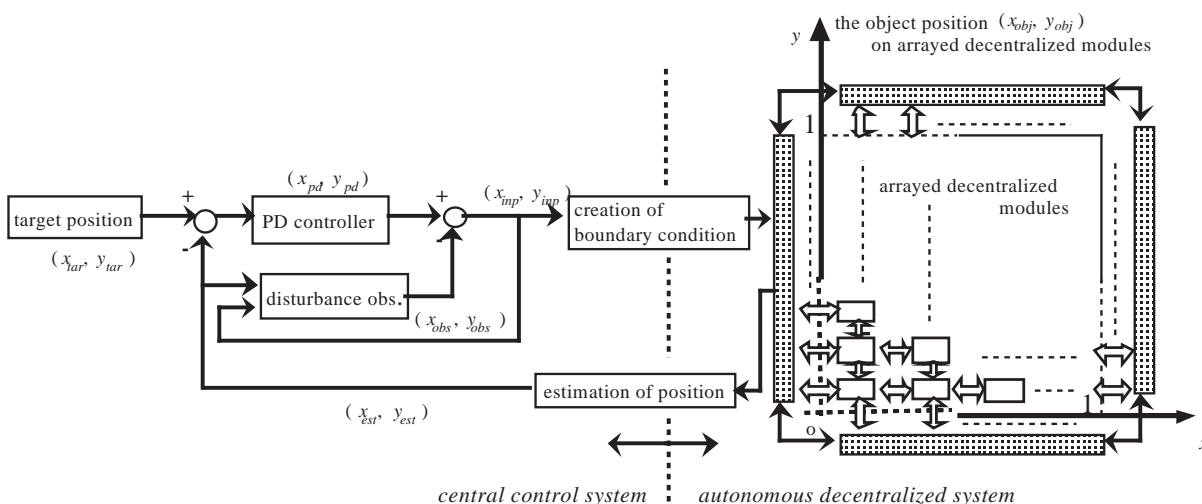 the object position (x_obj, y_obj)
on arrayed decentralized modules
y
1
arrayed decentralized
modules
(x_pd, y_pd)
(x_inp, y_inp)
+
+
target position
PD controller
creation of
boundary condition
-
-
(x_tar, y_tar)
disturbance obs.
(x_obs, y_obs)
estimation of position
(x_est, y_est)
1
o
x
central control system
autonomous decentralized system